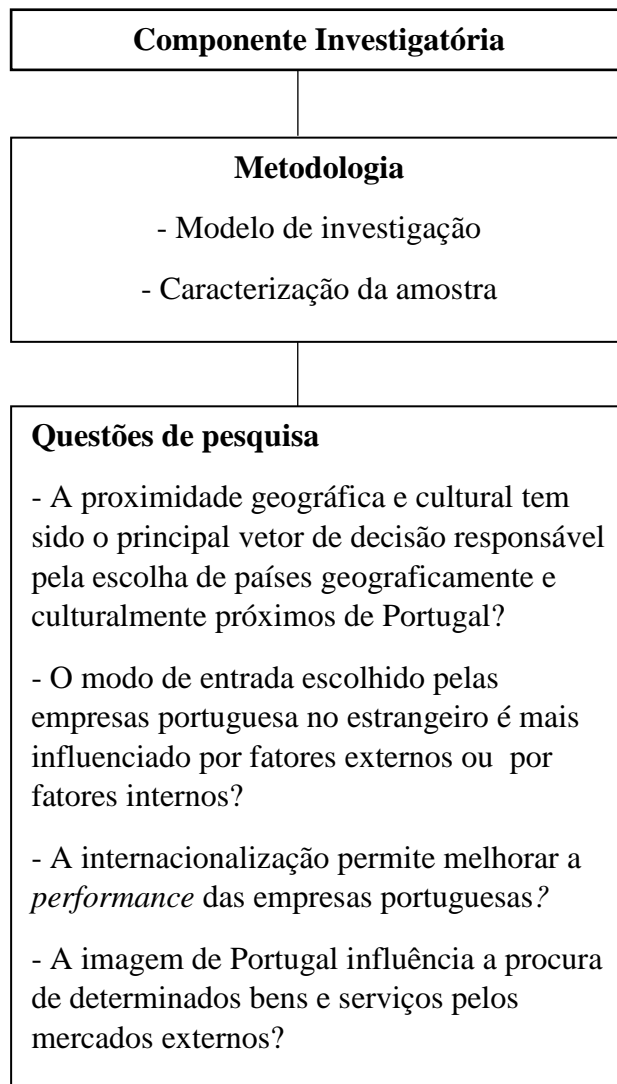 Componente Investigatória
Metodologia
- Modelo de investigação
- Caracterização da amostra
Questões de pesquisa
- A proximidade geográfica e cultural tem
sido o principal vetor de decisão responsável
pela escolha de países geograficamente e
culturalmente próximos de Portugal?
- O modo de entrada escolhido pelas
empresas portuguesa no estrangeiro é mais
influenciado por fatores externos ou por
fatores internos?
- A internacionalização permite melhorar a
performance das empresas portuguesas?
- A imagem de Portugal influência a procura
de determinados bens e serviços pelos
mercados externos?